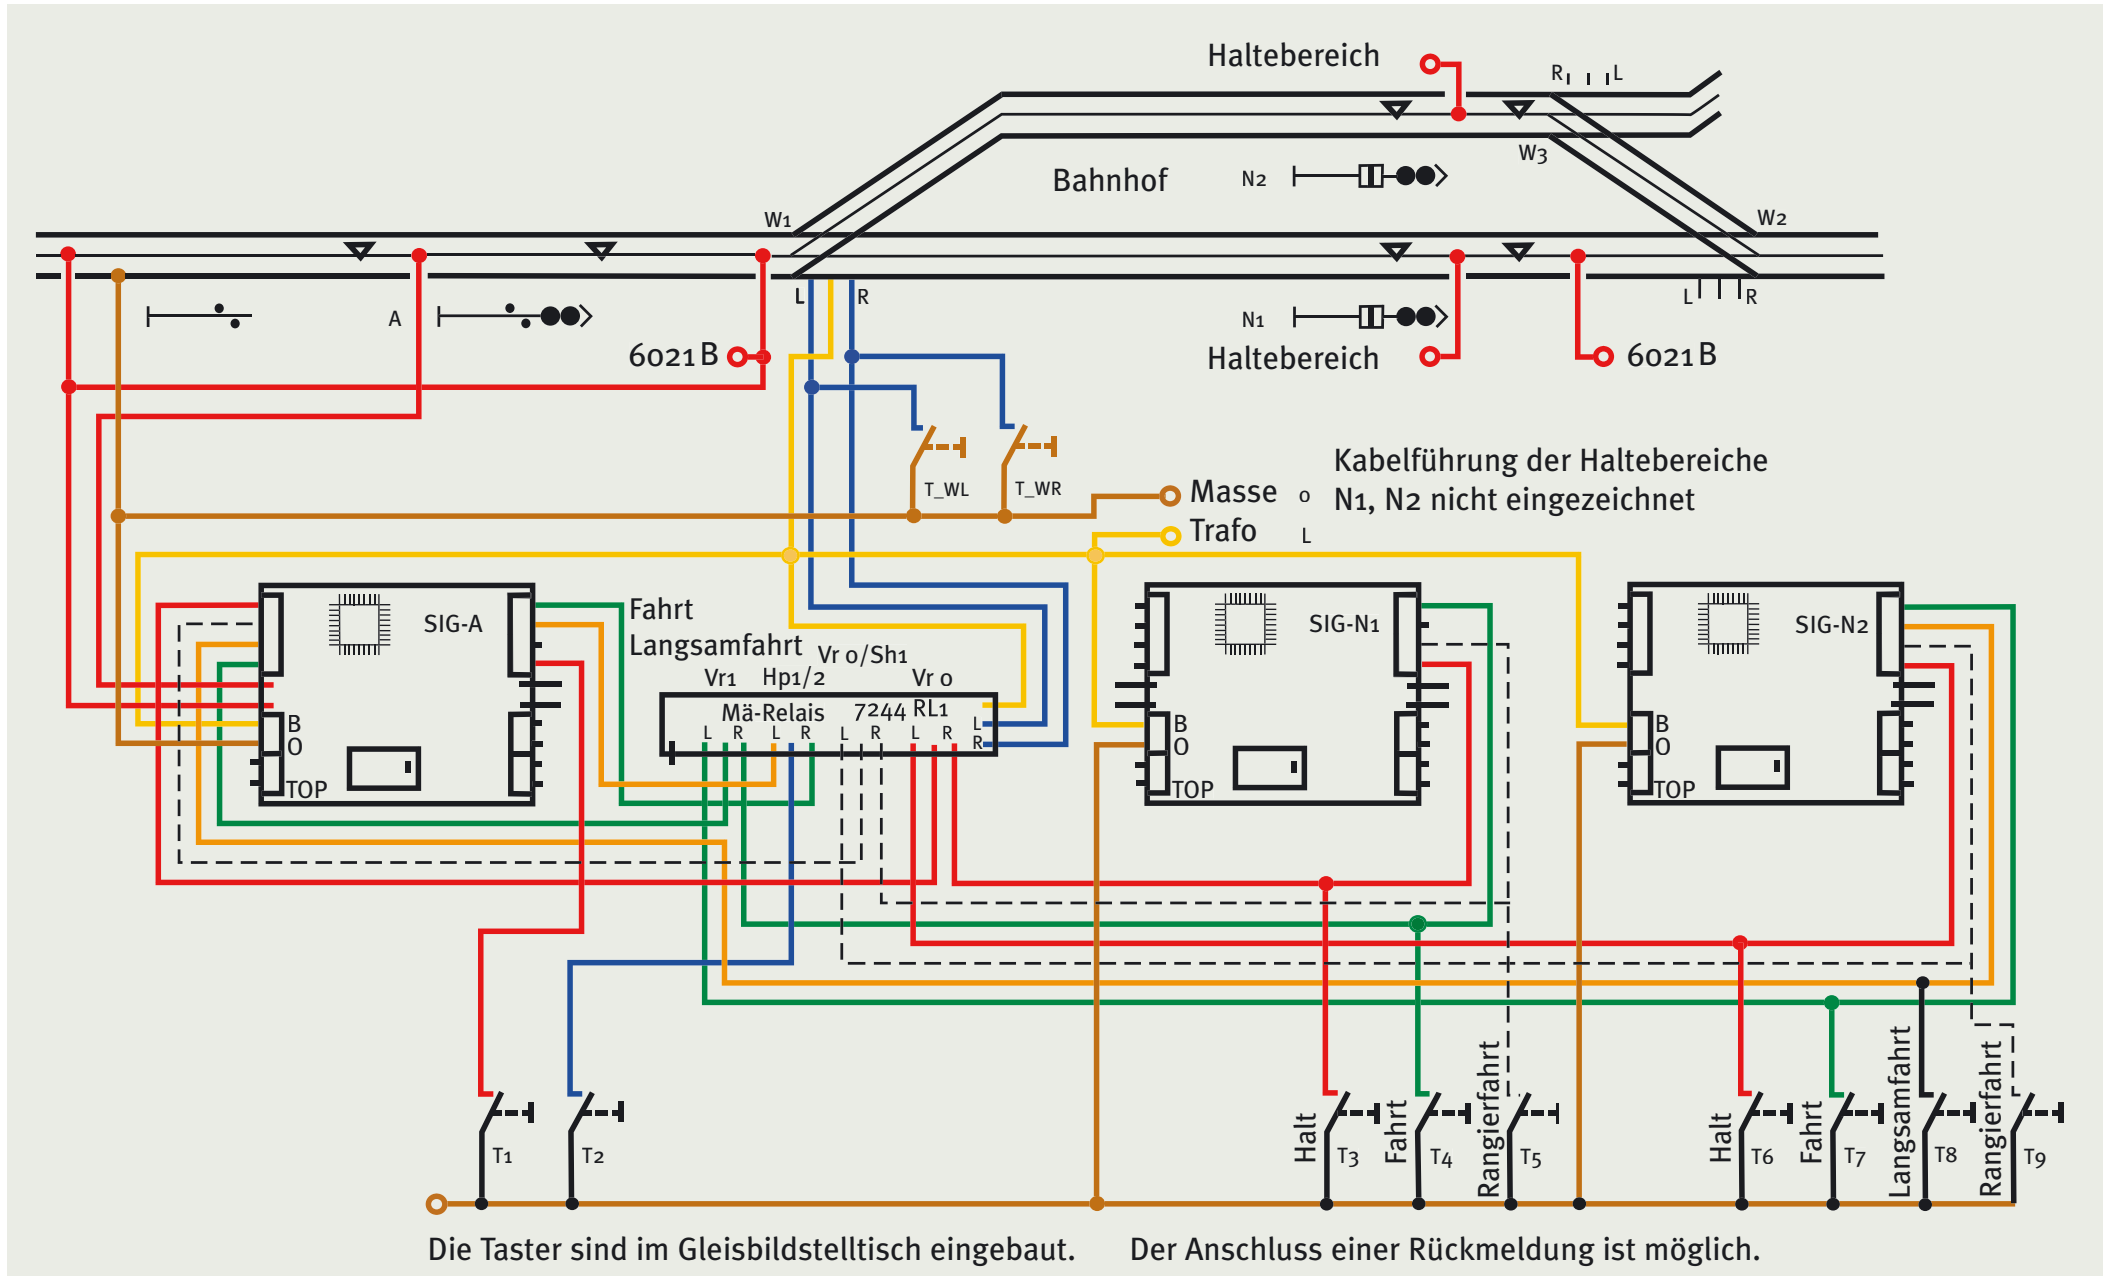 Haltebereich
R L
W3
Bahnhof
N2
W1
W2
L R
L R
A
N1
6021 B
Haltebereich
6021 B
T_WL
T_WR
Kabelführung der Haltebereiche
N1, N2 nicht eingezeichnet
Masse o
Trafo L
SIG-A
B
O
TOP
Fahrt
Langsamfahrt
Vr 0/Sh1
Vr1
Hp1/2
Vr 0
Mä-Relais
7244 RL1
L R L R L R L R
L
R
SIG-N1
B
O
TOP
SIG-N2
B
O
TOP
T1
T2
Halt
T3
Fahrt
T4
Rangierfahrt
T5
Halt
T6
Fahrt
T7
Langsamfahrt
T8
Rangierfahrt
T9
Die Taster sind im Gleisbildstelltisch eingebaut.
Der Anschluss einer Rückmeldung ist möglich.